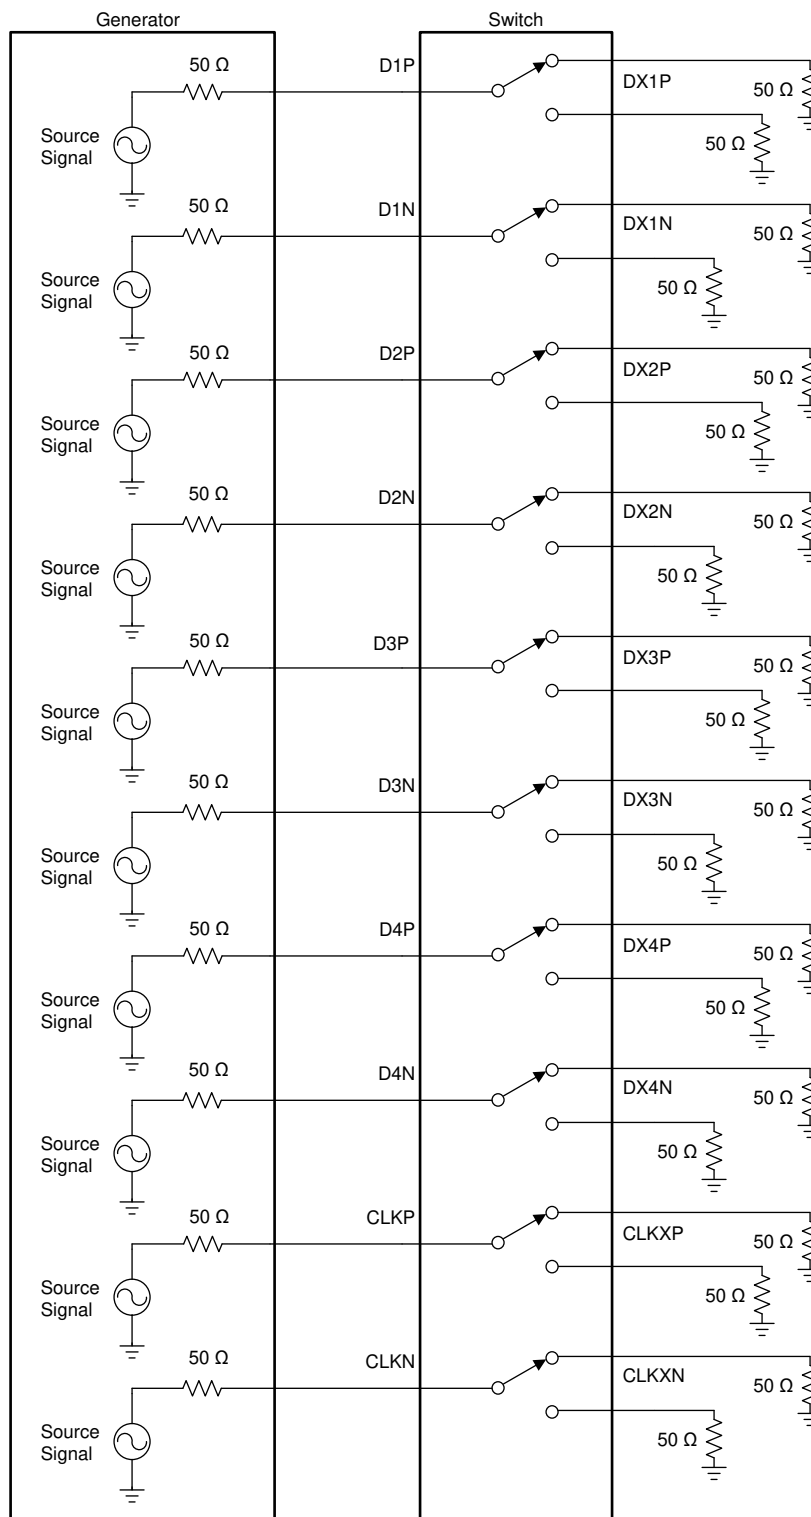 Generator
Switch
50 Ω
D1P
DX1P
50 Ω
50 Ω
Source
Signal
50 Ω
D1N
DX1N
50 Ω
50 Ω
Source
Signal
50 Ω
D2P
DX2P
50 Ω
50 Ω
Source
Signal
50 Ω
D2N
DX2N
50 Ω
50 Ω
Source
Signal
50 Ω
D3P
DX3P
50 Ω
50 Ω
Source
Signal
50 Ω
D3N
DX3N
50 Ω
50 Ω
Source
Signal
50 Ω
D4P
DX4P
50 Ω
50 Ω
Source
Signal
50 Ω
D4N
DX4N
50 Ω
50 Ω
Source
Signal
50 Ω
CLKP
CLKXP
50 Ω
50 Ω
Source
Signal
50 Ω
CLKN
CLKXN
50 Ω
50 Ω
Source
Signal